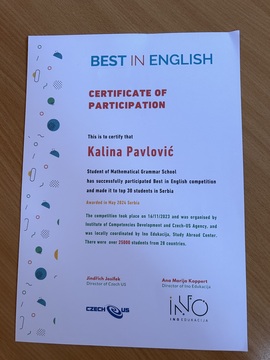 BEST IN ENGLISH
CERTIFICATE OF
PARTICIPATION
This is to certify that
Kalina Pavlović
Student of Mathematical Grammar School
has successfully participated Best in English competition
and made it to top 30 students in Serbia
Awarded in May 2024 Serbia
The competition took place on 16/11/2023 and was organised by
Institute of Competencies Development and Czech-US Agency, and
was locally coordinated by Ino Edukacija, Study Abroad Center.
There were over students from 28 countries.
Jindřich
Director of Czech-US
Ana Marija Koppert
Director of Ino Edukacija
CZECH US
INFO
INO EDUKACIJA